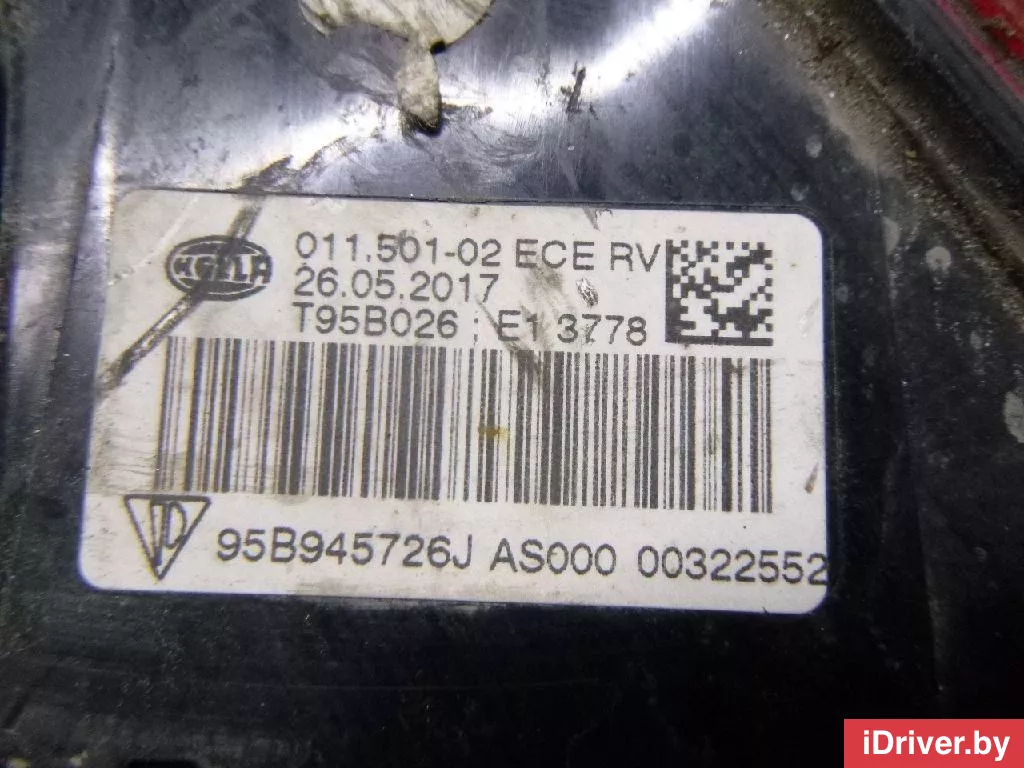 HELLA
011.501-02 ECE RV
26.05.2017
T95B026 ; E1 3778
95B945726J AS000 00322552
iDriver.by